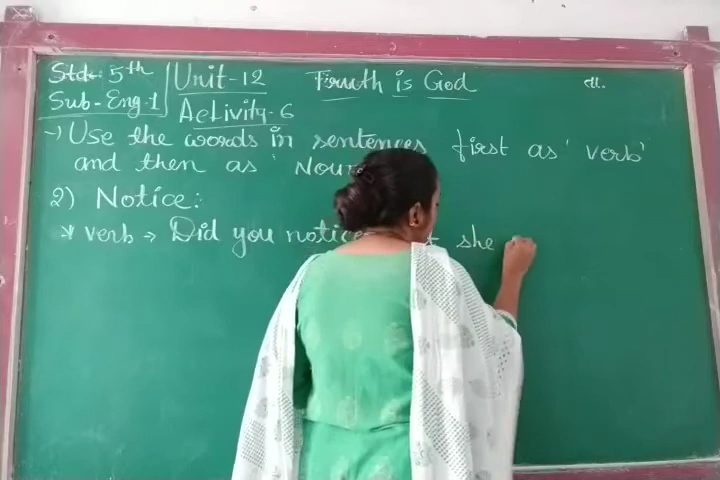 Std- 5th Unit-12 Truth is God તા.
Sub-Eng-1 Activity-6
→ Use the words in sentences first as 'verb'
and then as 'Noun
2) Notice:
* verb → Did you notice she